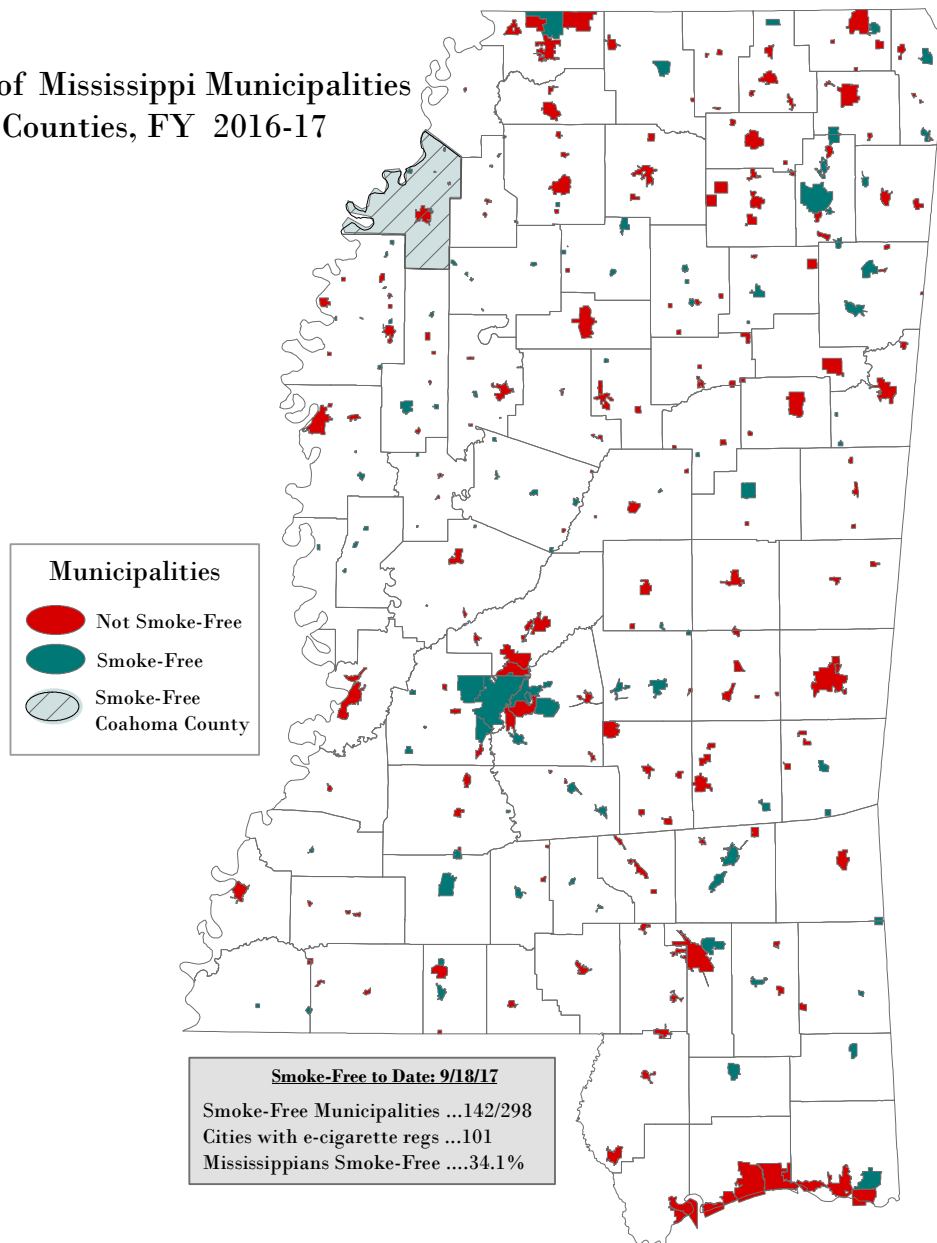 of Mississippi Municipalities
Counties, FY 2016-17
Municipalities
Not Smoke-Free
Smoke-Free
Smoke-Free
Coahoma County
Smoke-Free to Date: 9/18/17
Smoke-Free Municipalities ...142/298
Cities with e-cigarette regs ...101
Mississippians Smoke-Free ....34.1%